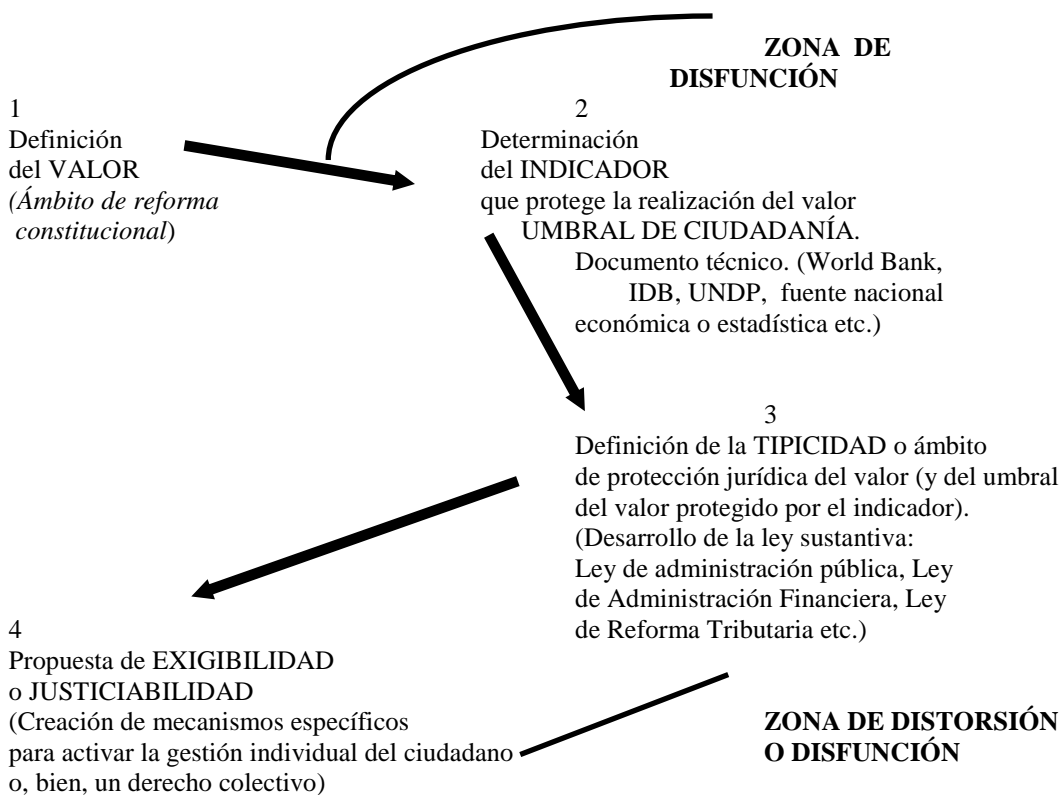 ZONA DE
DISFUNCIÓN
1
Definición
del VALOR
(Ámbito de reforma
constitucional)
2
Determinación
del INDICADOR
que protege la realización del valor
UMBRAL DE CIUDADANÍA.
Documento técnico. (World Bank,
IDB, UNDP, fuente nacional
económica o estadística etc.)
3
Definición de la TIPICIDAD o ámbito
de protección jurídica del valor (y del umbral
del valor protegido por el indicador).
(Desarrollo de la ley sustantiva:
Ley de administración pública, Ley
de Administración Financiera, Ley
de Reforma Tributaria etc.)
4
Propuesta de EXIGIBILIDAD
o JUSTICIABILIDAD
(Creación de mecanismos específicos
para activar la gestión individual del ciudadano
o, bien, un derecho colectivo)
ZONA DE DISTORSIÓN
O DISFUNCIÓN